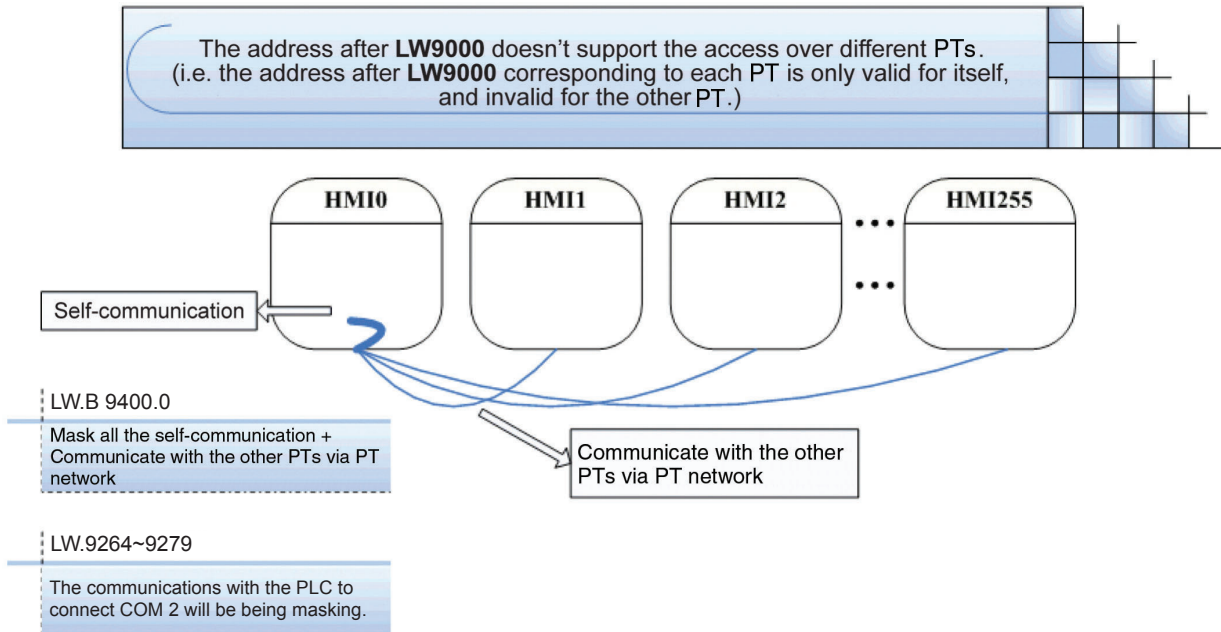 The address after LW9000 doesn't support the access over different PTs.
(i.e. the address after LW9000 corresponding to each PT is only valid for itself,
and invalid for the other PT.)
HMI0
HMI1
HMI2
•••
HMI255
•••
Self-communication
LW.B 9400.0
Mask all the self-communication +
Communicate with the other PTs via PT
network
Communicate with the other
PTs via PT network
LW.9264~9279
The communications with the PLC to
connect COM 2 will be being masking.